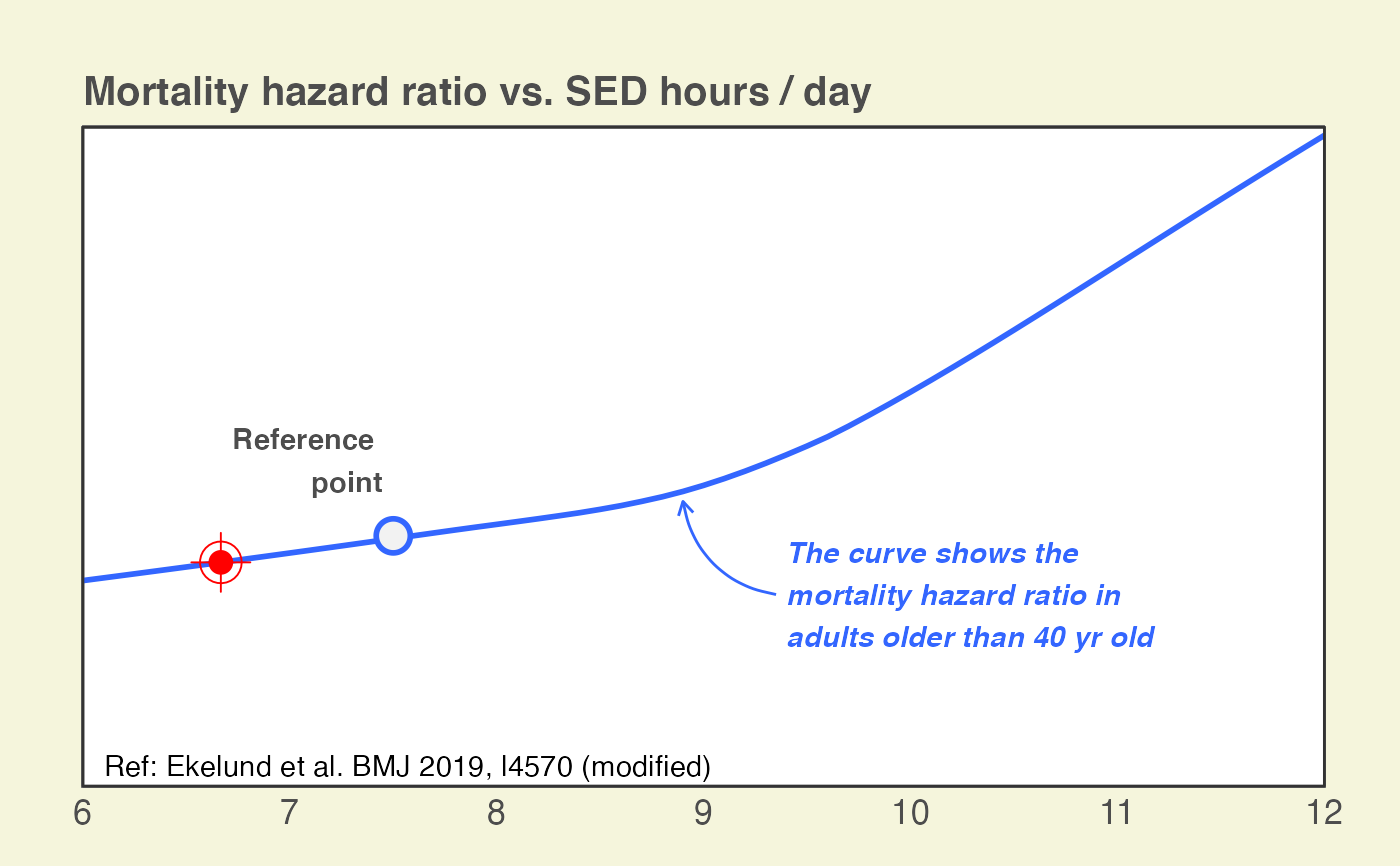 Mortality hazard ratio vs. SED hours / day
Reference
point
The curve shows the
mortality hazard ratio in
adults older than 40 yr old
Ref: Ekelund et al. BMJ 2019, l4570 (modified)
6 7 8 9 10 11 12